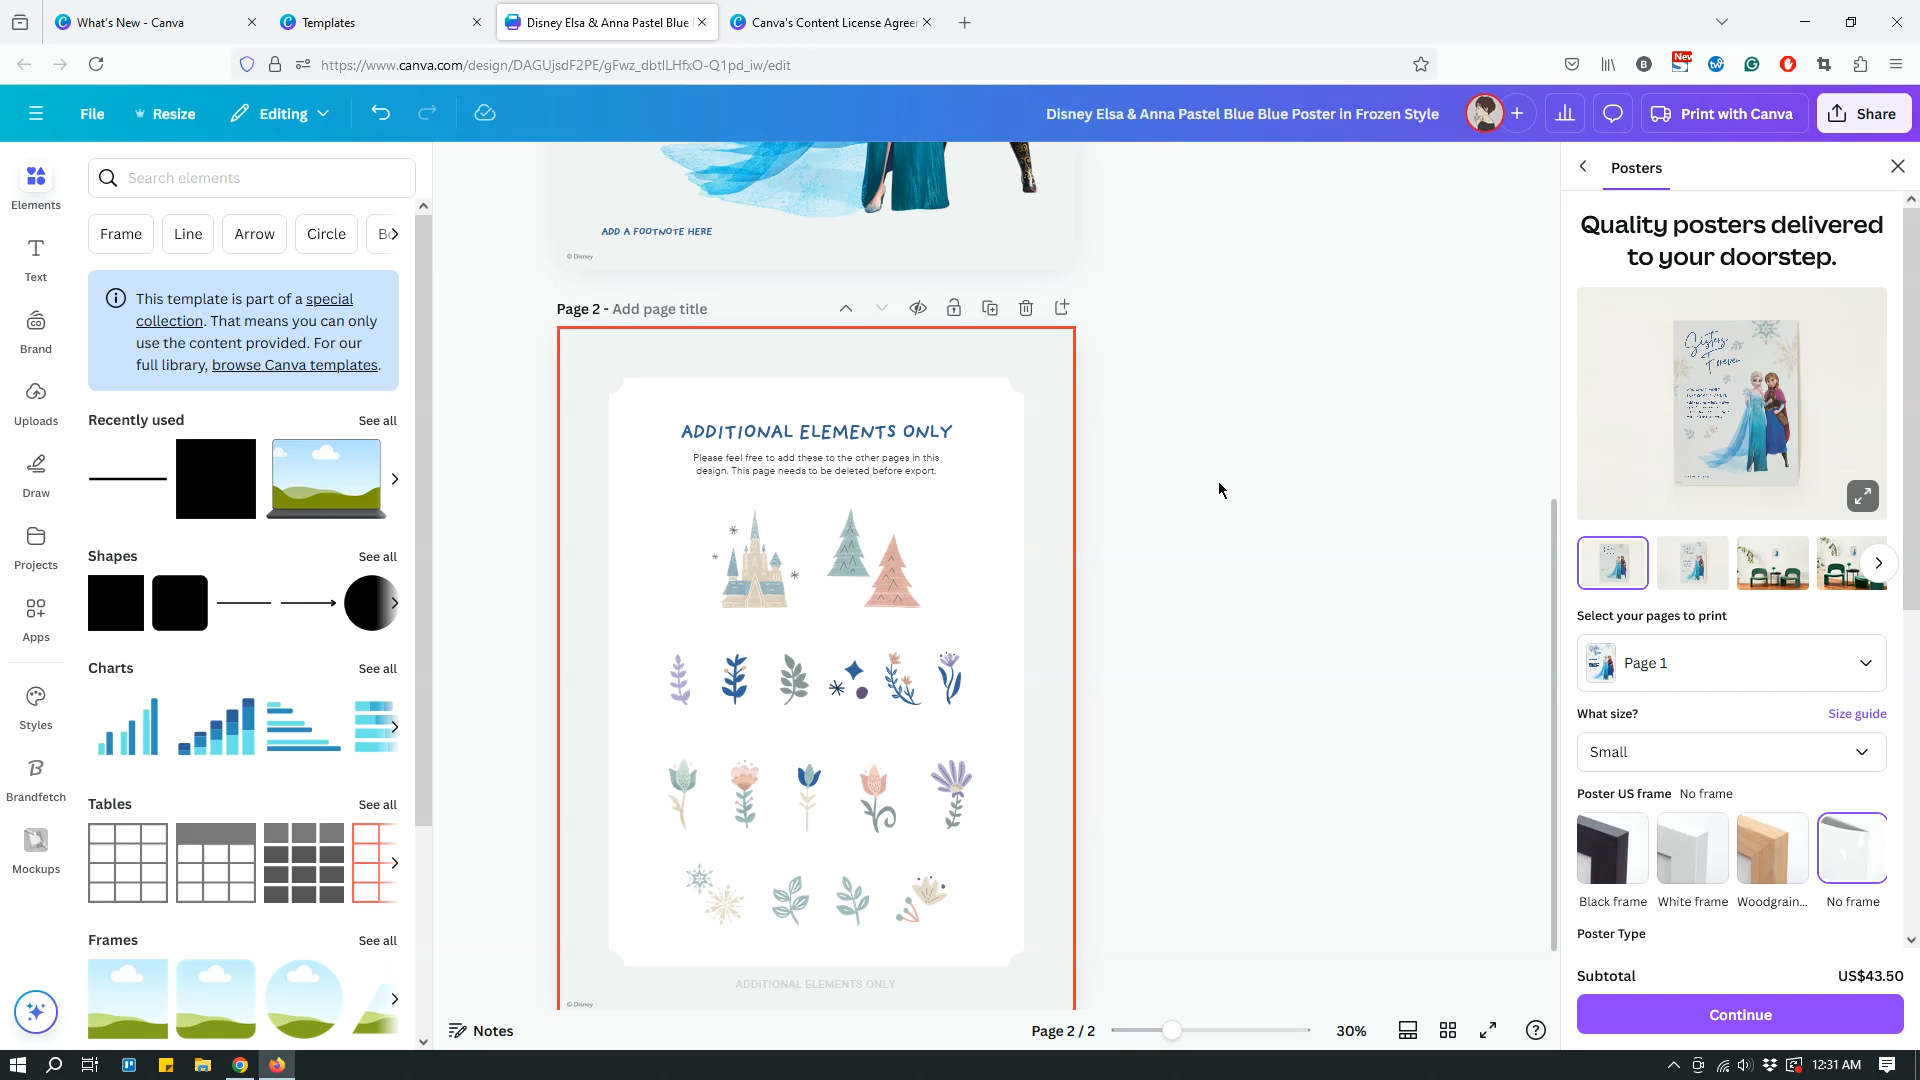 What's New - Canva
Templates
Disney Elsa & Anna Pastel Blue
Canva's Content License Agreer
https://www.canva.com/design/DAGUjsdF2PE/gFwz_dbtlLHfxO-Q1pd_iw/edit
New
File
Resize
Editing
Disney Elsa & Anna Pastel Blue Blue Poster in Frozen Style
Print with Canva
Share
Elements
Text
Brand
Uploads
Draw
Projects
Apps
Styles
Brandfetch
Mockups
Search elements
Frame
Line
Arrow
Circle
This template is part of a special
collection. That means you can only
use the content provided. For our
full library, browse Canva templates.
Recently used
See all
Shapes
See all
Charts
See all
Tables
See all
Frames
See all
ADD A FOOTNOTE HERE
© Disney
Page 2 - Add page title
ADDITIONAL ELEMENTS ONLY
Please feel free to add these to the other pages in this
design. This page needs to be deleted before export.
ADDITIONAL ELEMENTS ONLY
© Disney
Notes
Page 2 / 2
30%
Posters
Quality posters delivered
to your doorstep.
Sisters
Forever
Select your pages to print
Page 1
What size?
Size guide
Small
Poster US frame No frame
Black frame
White frame
Woodgrain...
No frame
Poster Type
Subtotal
US$43.50
Continue
12:31 AM